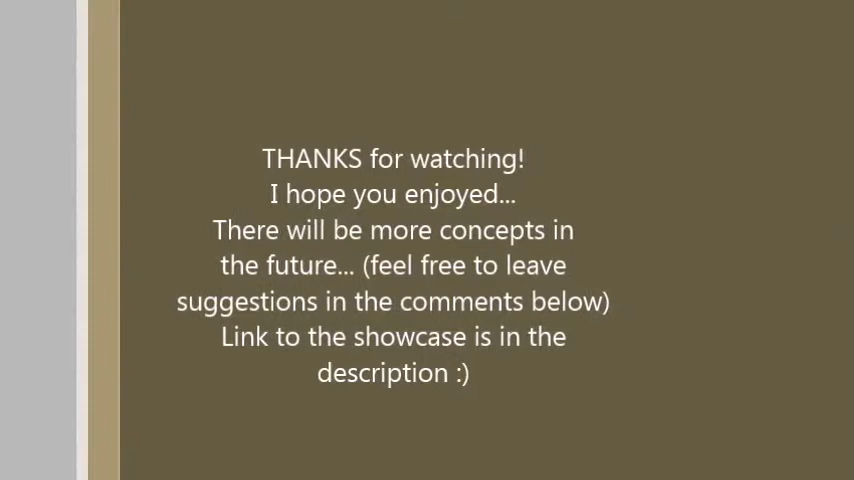 THANKS for watching!
I hope you enjoyed...
There will be more concepts in
the future... (feel free to leave
suggestions in the comments below)
Link to the showcase is in the
description :)